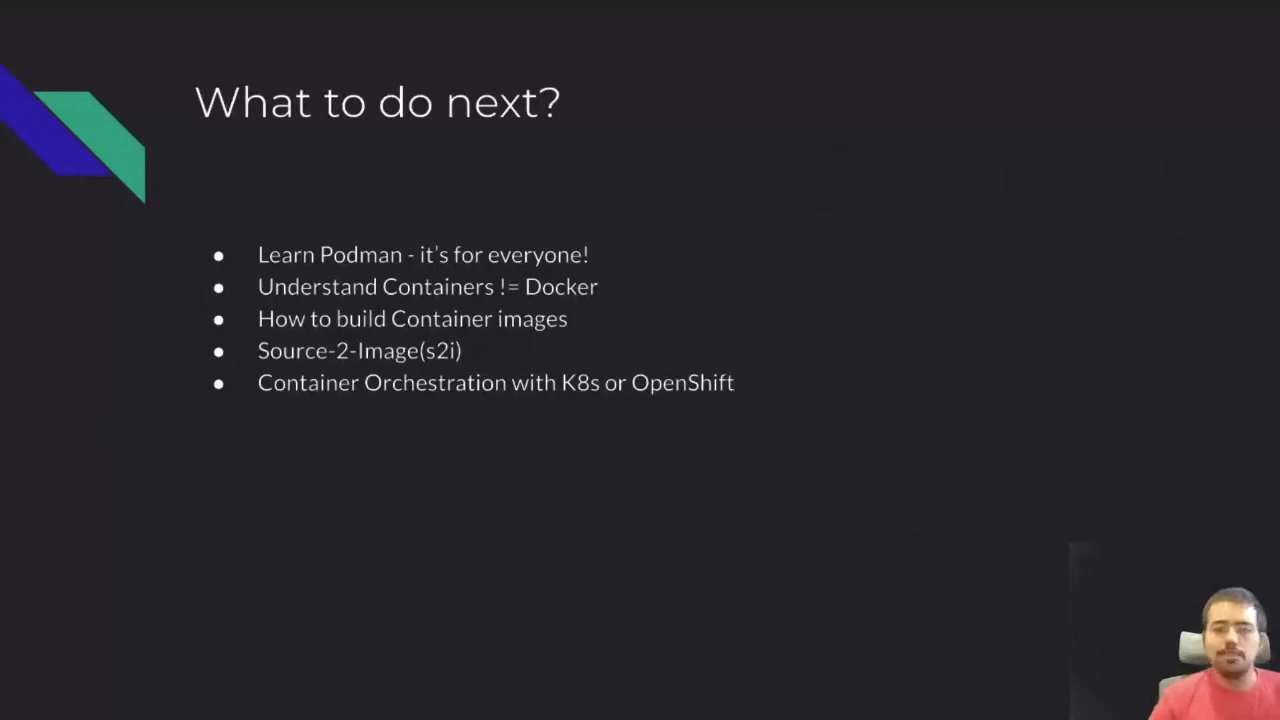 What to do next?
● Learn Podman - it's for everyone!
● Understand Containers != Docker
● How to build Container images
● Source-2-Image(s2i)
● Container Orchestration with K8s or OpenShift